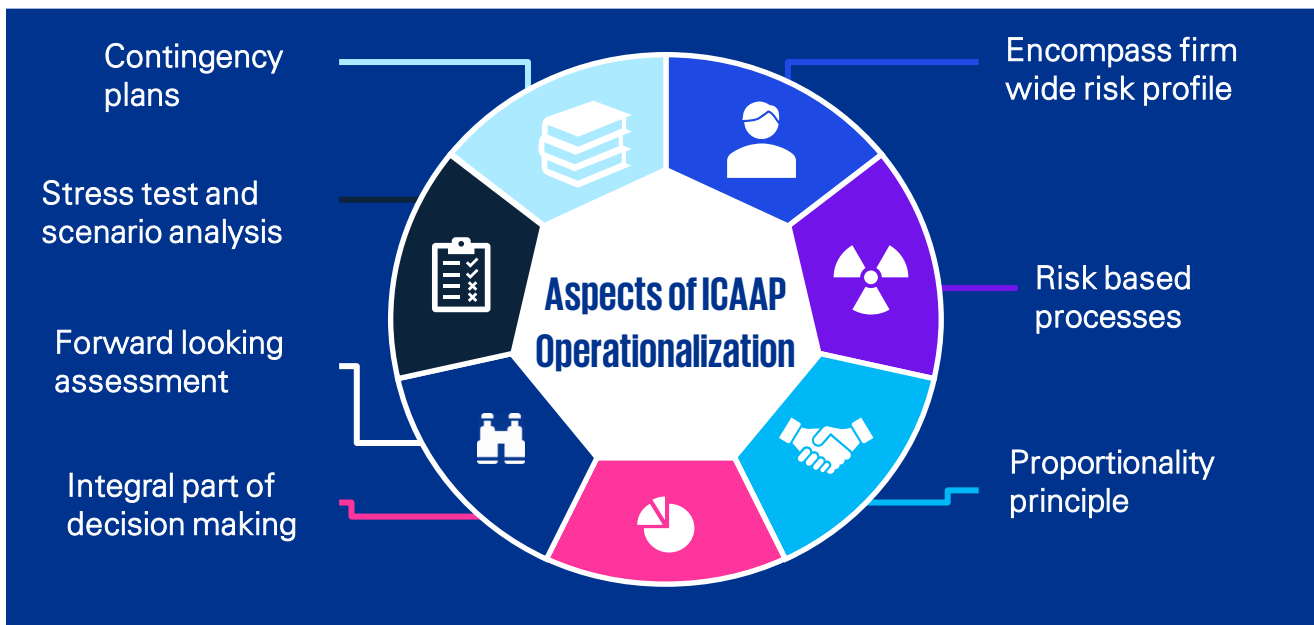 Contingency
plans
Encompass firm
wide risk profile
Stress test and
scenario analysis
Aspects of ICAAP
Operationalization
Risk based
processes
Forward looking
assessment
Proportionality
principle
Integral part of
decision making